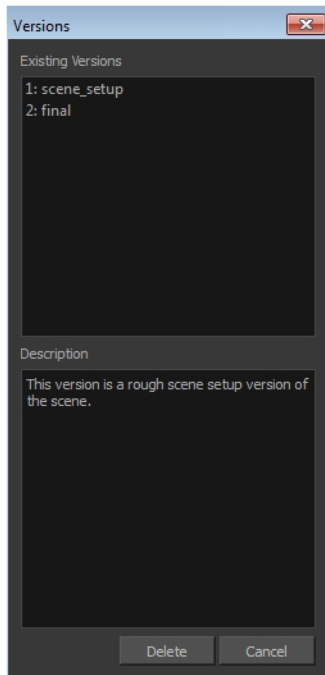 Versions
Existing Versions
1: scene_setup
2: final
Description
This version is a rough scene setup version of
the scene.
Delete
Cancel